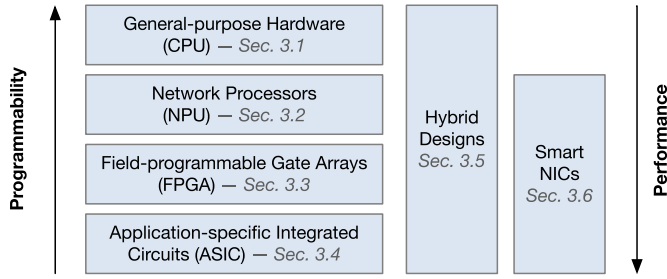 Programmability
General-purpose Hardware
(CPU) — Sec. 3.1
Network Processors
(NPU) — Sec. 3.2
Field-programmable Gate Arrays
(FPGA) — Sec. 3.3
Application-specific Integrated
Circuits (ASIC) — Sec. 3.4
Hybrid
Designs
Sec. 3.5
Smart
NICs
Sec. 3.6
Performance